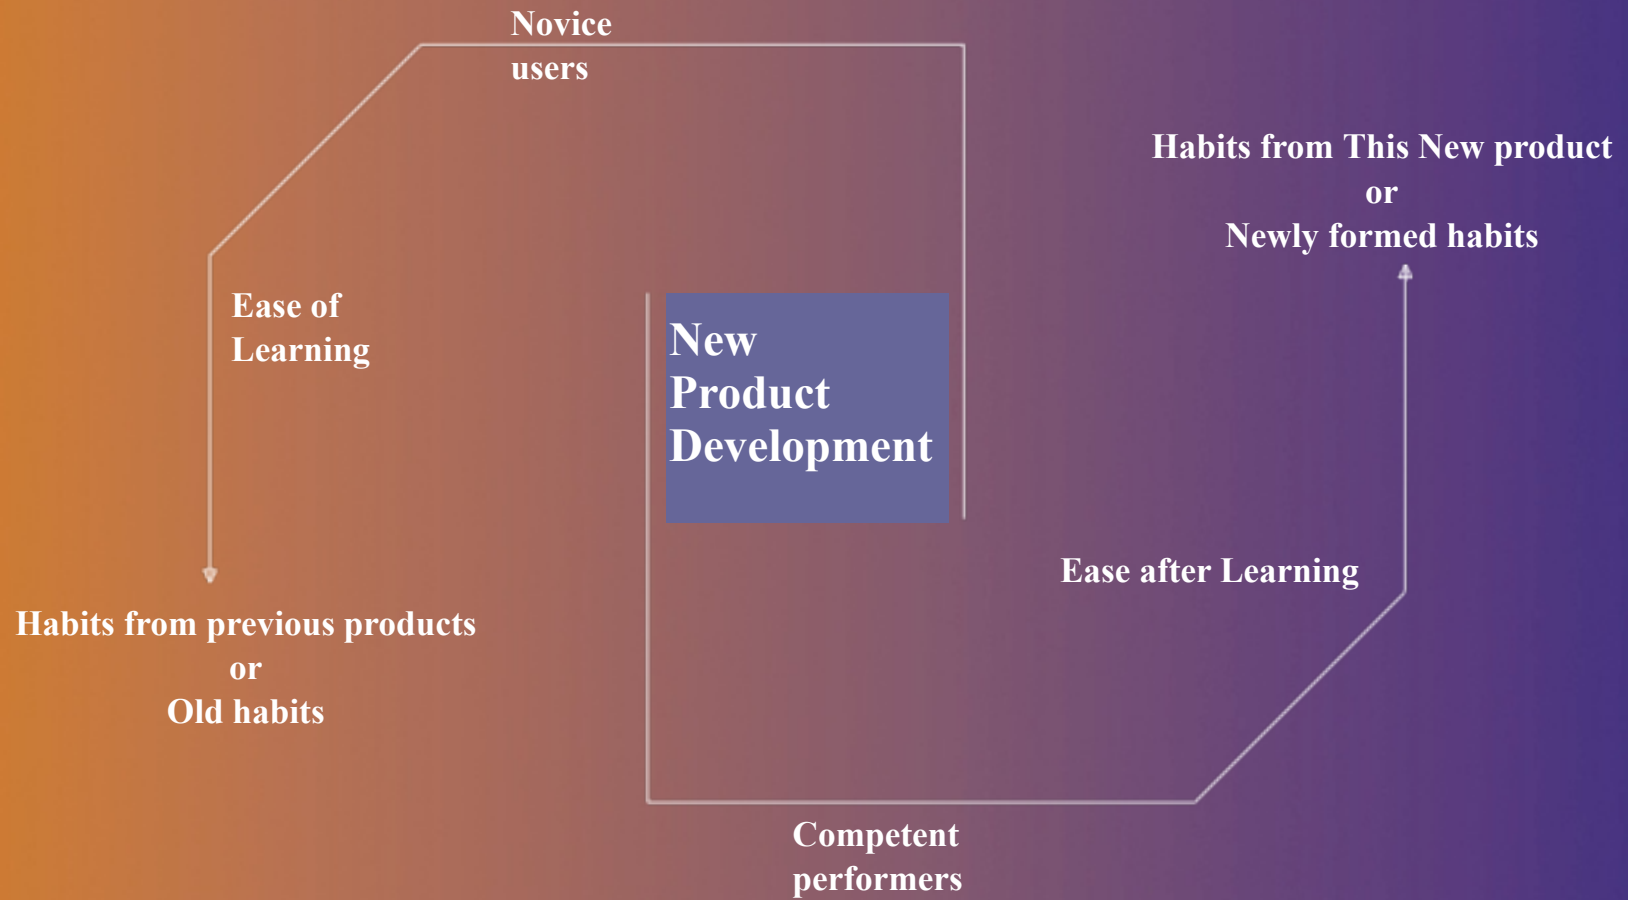 Novice
users
Habits from This New product
or
Newly formed habits
Ease of
Learning
New
Product
Development
Ease after Learning
Habits from previous products
or
Old habits
Competent
performers